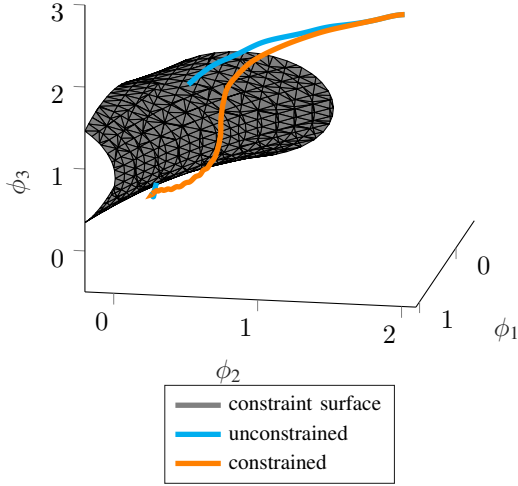 3
2
1
0
ϕ3
0
1
2
ϕ2
1
0
ϕ1
constraint surface
unconstrained
constrained